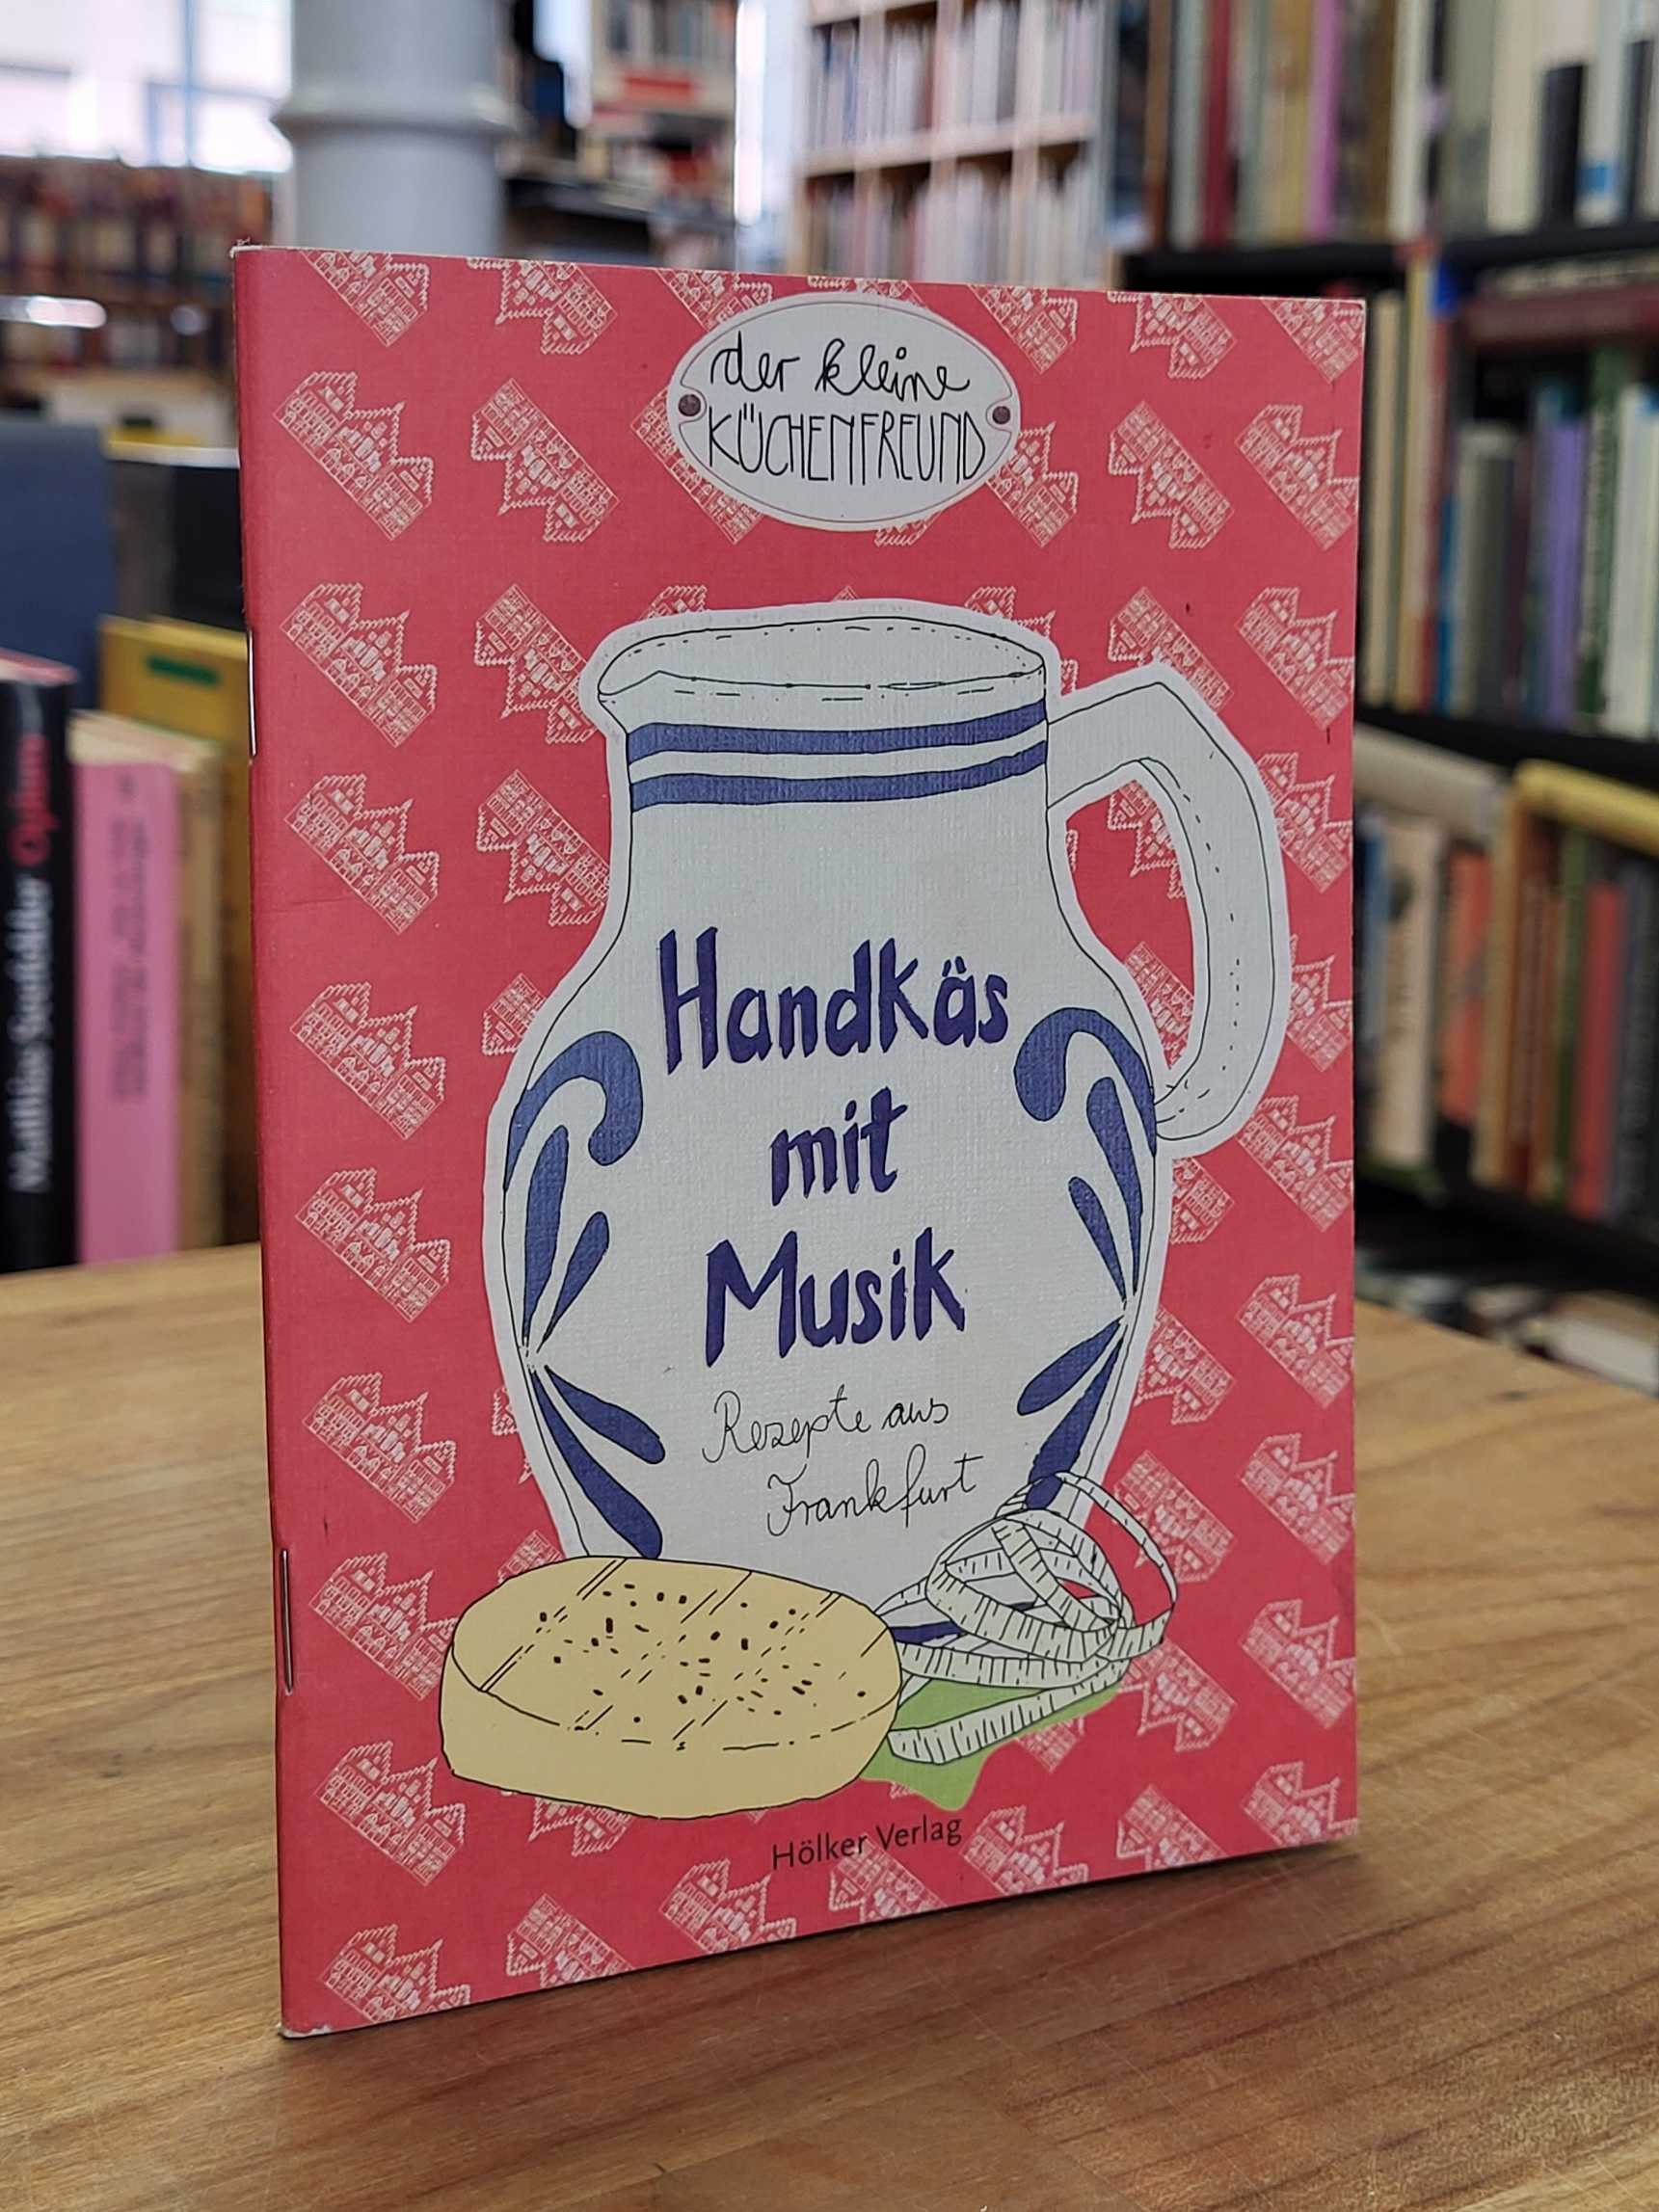 der kleine
KÜCHENFREUND
Handkäs
mit
Musik
Rezepte aus
Frankfurt
Hölker Verlag